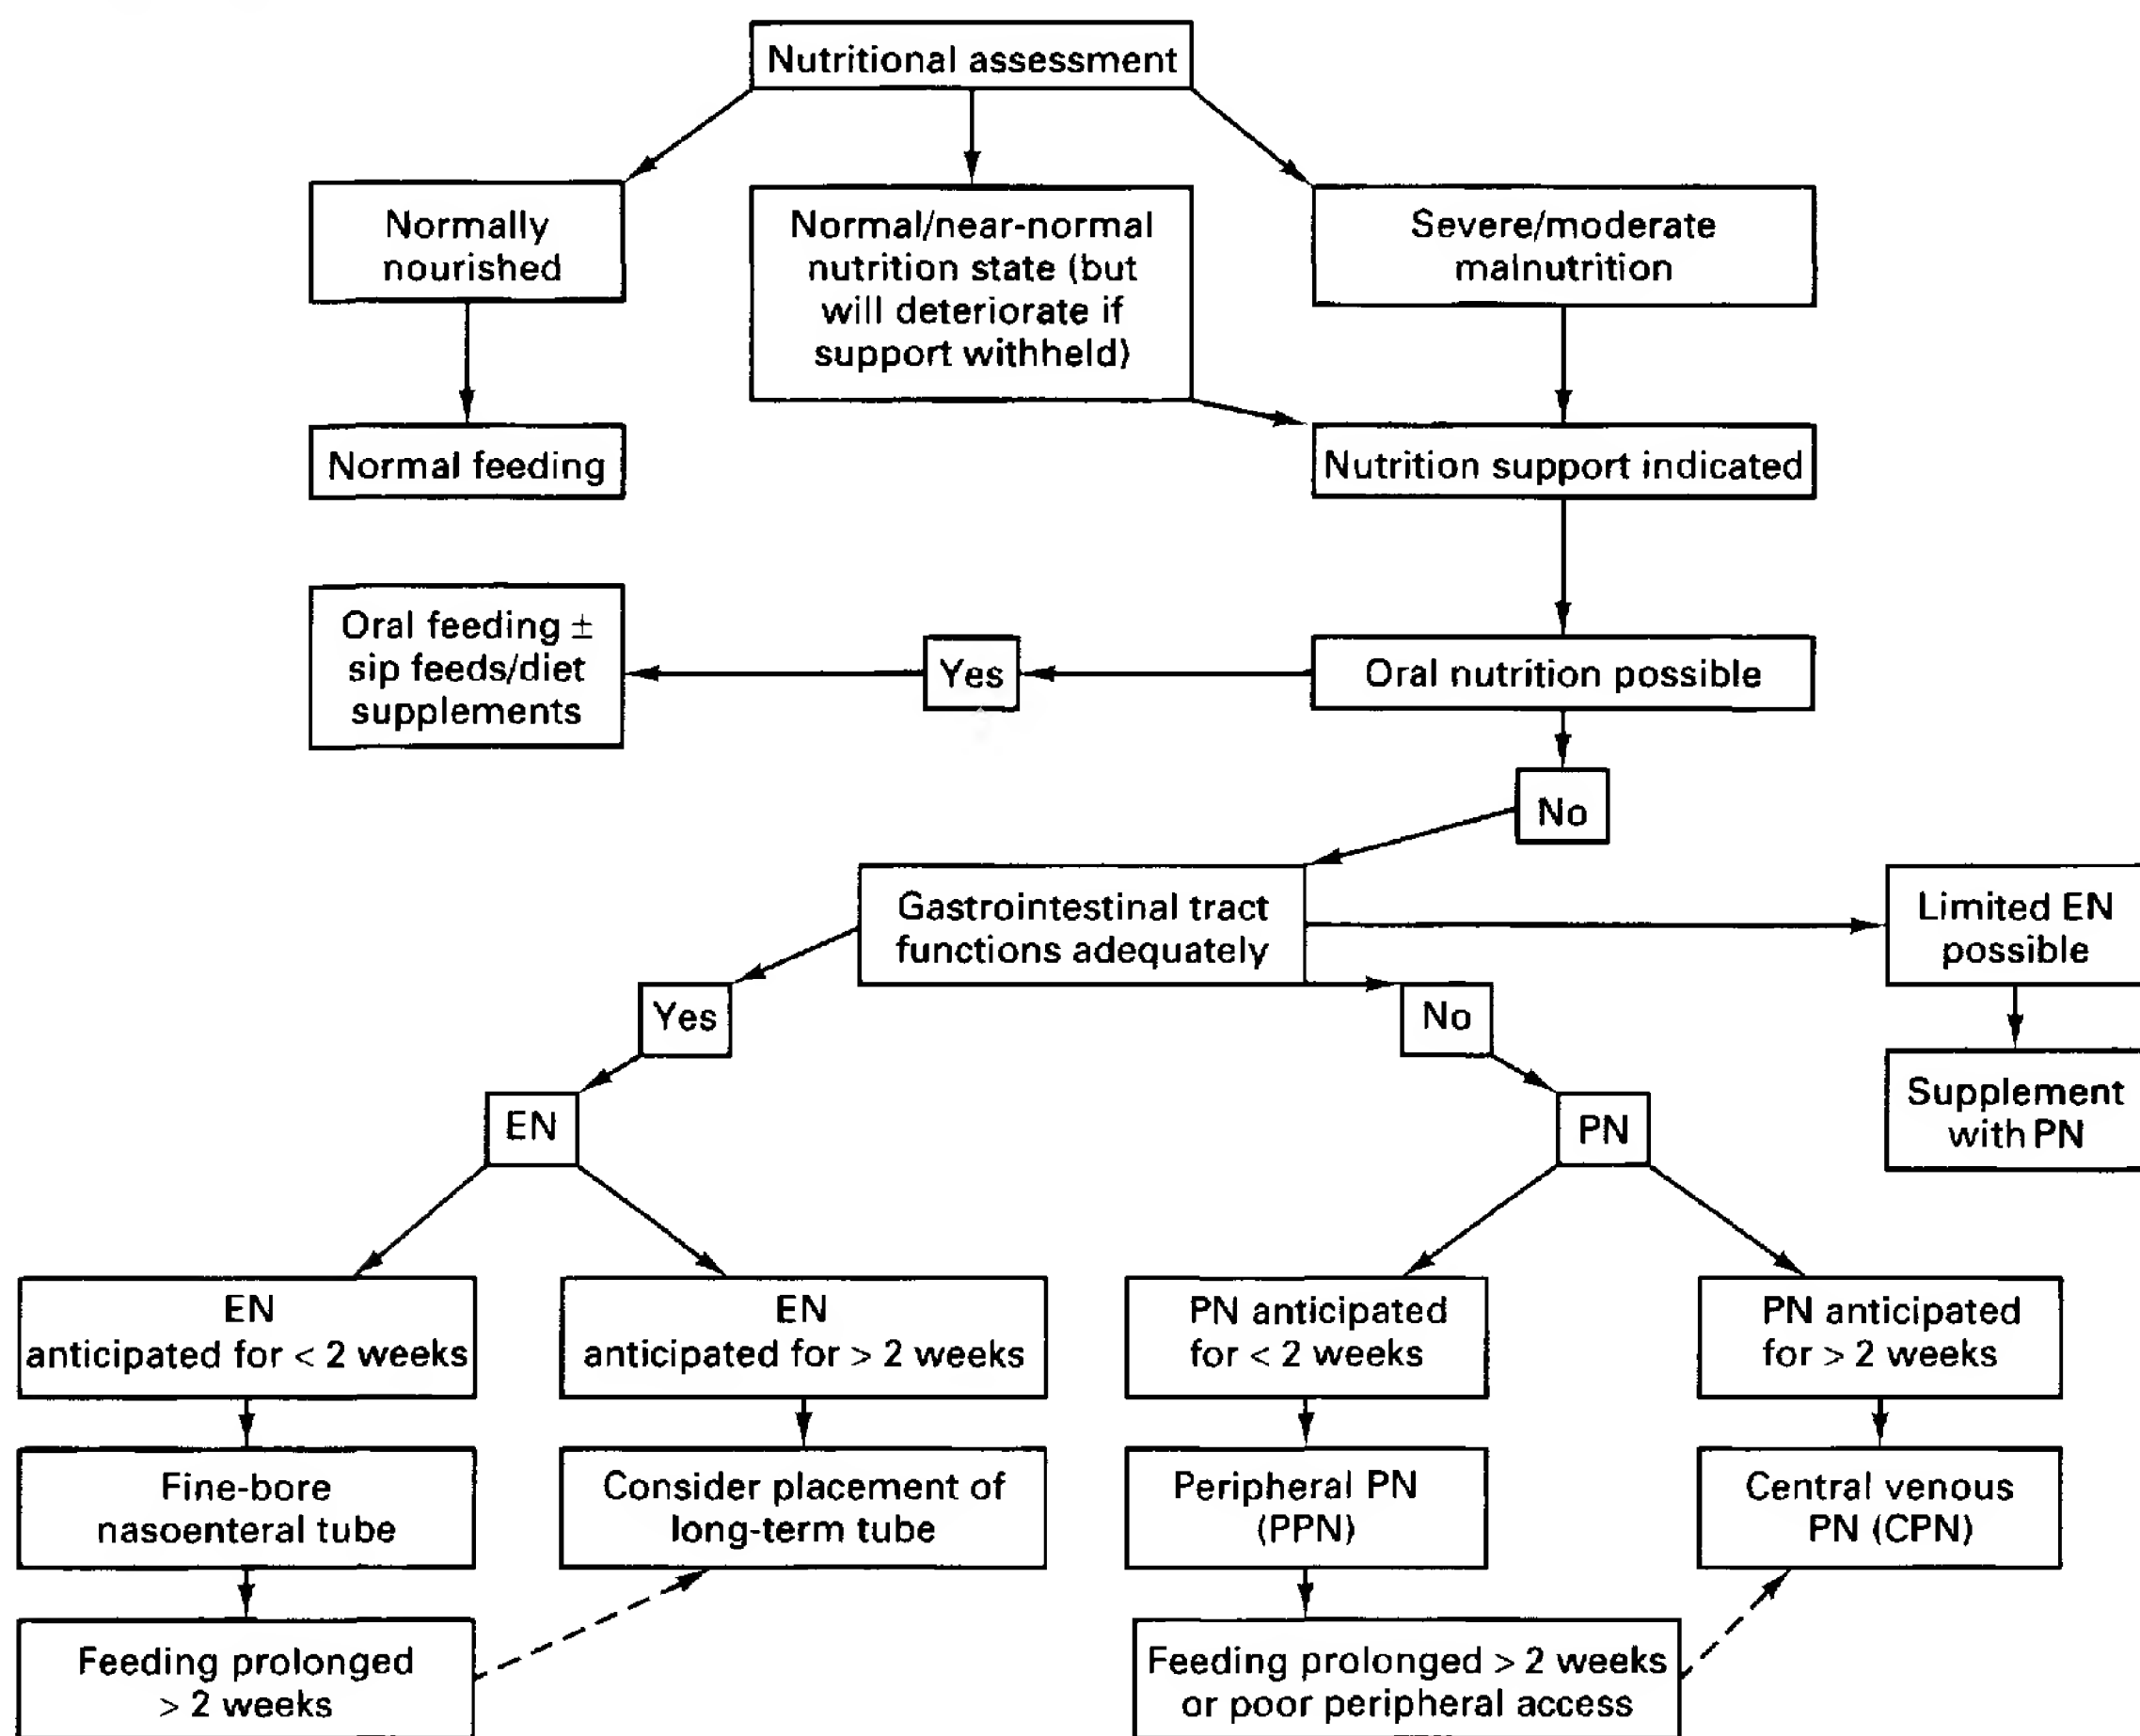 Nutritional assessment
Normally
nourished
Normal/near-normal
nutrition state (but
will deteriorate if
support withheld)
Severe/moderate
malnutrition
Normal feeding
Nutrition support indicated
Oral feeding ±
sip feeds/diet
supplements
Yes
Oral nutrition possible
No
Gastrointestinal tract
functions adequately
Limited EN
possible
Yes
No
Supplement
with PN
EN
PN
EN
anticipated for < 2 weeks
EN
anticipated for > 2 weeks
PN anticipated
for < 2 weeks
PN anticipated
for > 2 weeks
Fine-bore
nasoenteral tube
Consider placement of
long-term tube
Peripheral PN
(PPN)
Central venous
PN (CPN)
Feeding prolonged
> 2 weeks
Feeding prolonged > 2 weeks
or poor peripheral access